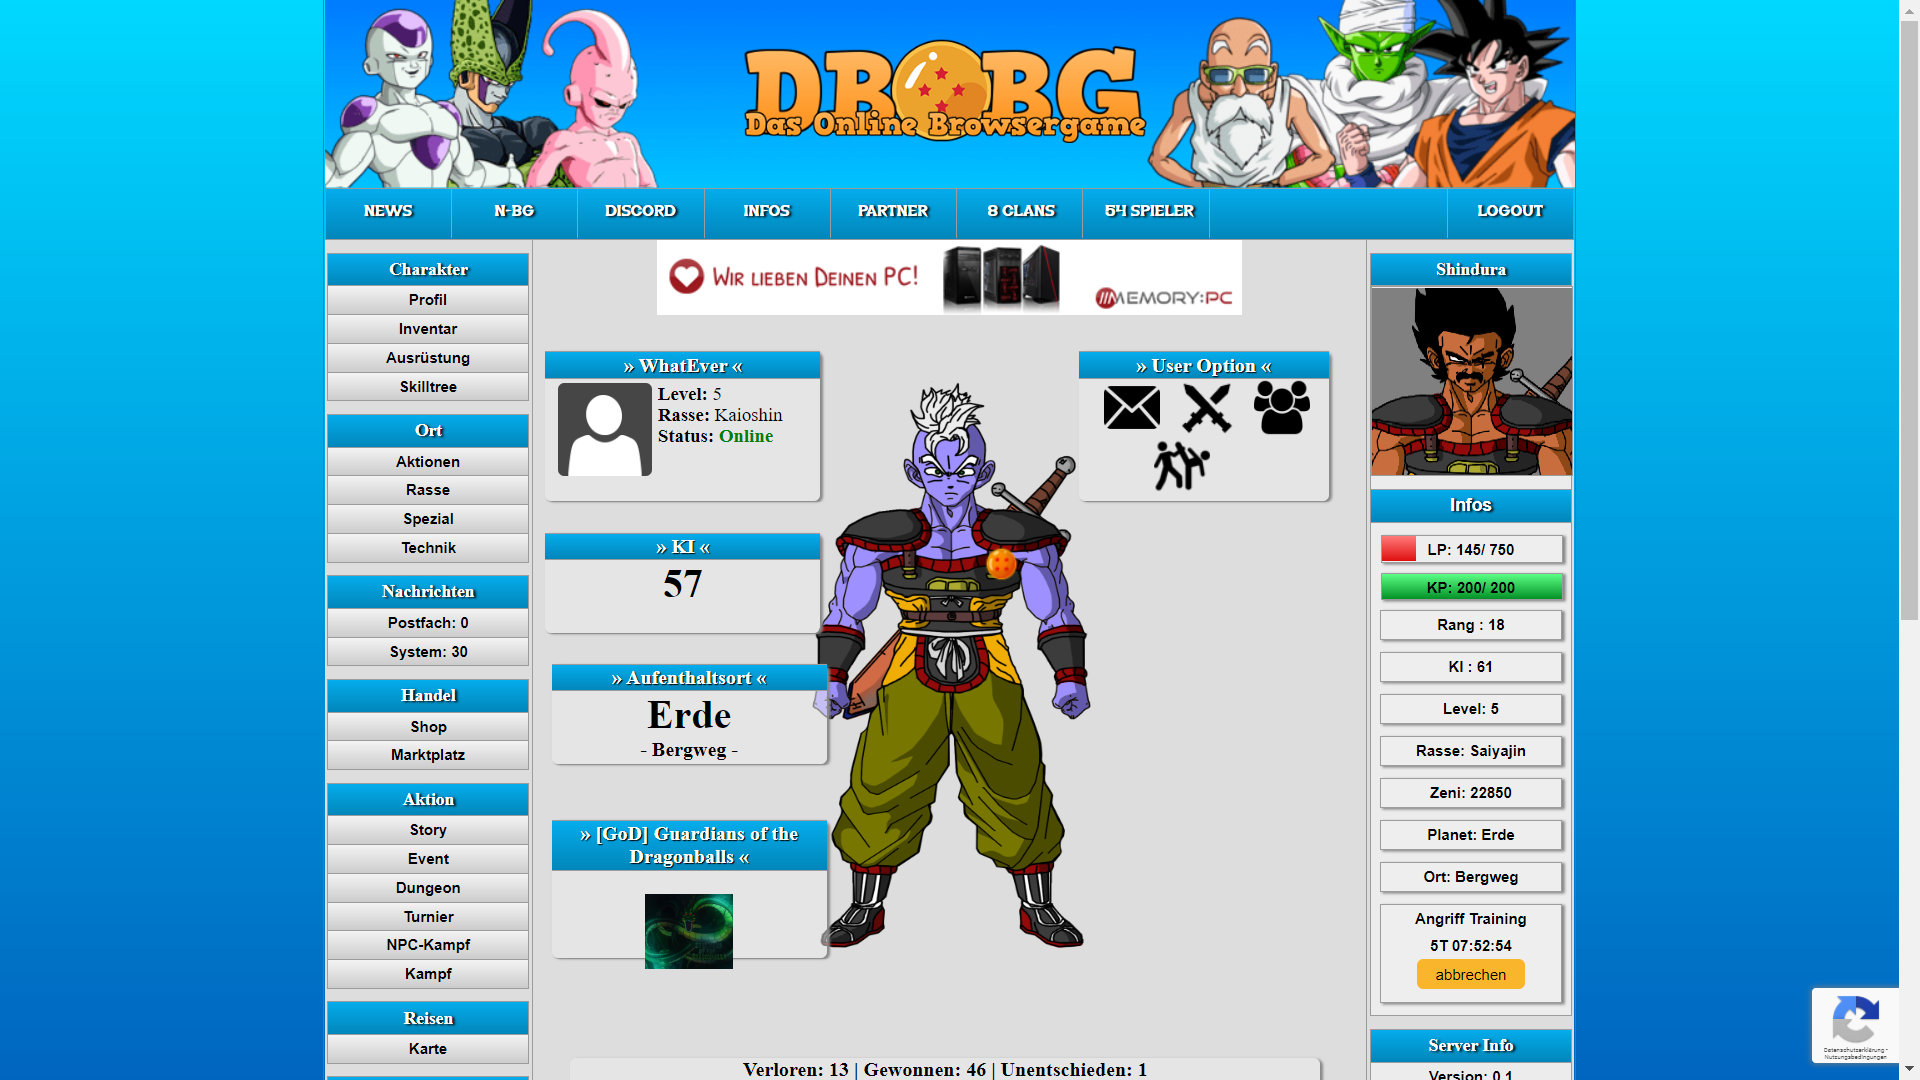 DB BG
Das Online Browsergame
NEWS
N-BG
DISCORD
INFOS
PARTNER
8 CLANS
54 SPIELER
LOGOUT
Charakter
Profil
Inventar
Ausrüstung
Skilltree
Ort
Aktionen
Rasse
Spezial
Technik
Nachrichten
Postfach: 0
System: 30
Handel
Shop
Marktplatz
Aktion
Story
Event
Dungeon
Turnier
NPC-Kampf
Kampf
Reisen
Karte
WIR LIEBEN DEINEN PC!
MEMORY:PC
» WhatEver «
Level: 5
Rasse: Kaioshin
Status: Online
» KI «
57
» Aufenthaltsort «
Erde
- Bergweg -
» [GoD] Guardians of the
Dragonballs «
» User Option «
Verloren: 13 | Gewonnen: 46 | Unentschieden: 1
Shindura
Infos
LP: 145/ 750
KP: 200/ 200
Rang : 18
KI : 61
Level: 5
Rasse: Saiyajin
Zeni: 22850
Planet: Erde
Ort: Bergweg
Angriff Training
5T 07:52:54
abbrechen
Server Info
Version: 0.1
Datenschutzerklärung -
Nutzungsbedingungen